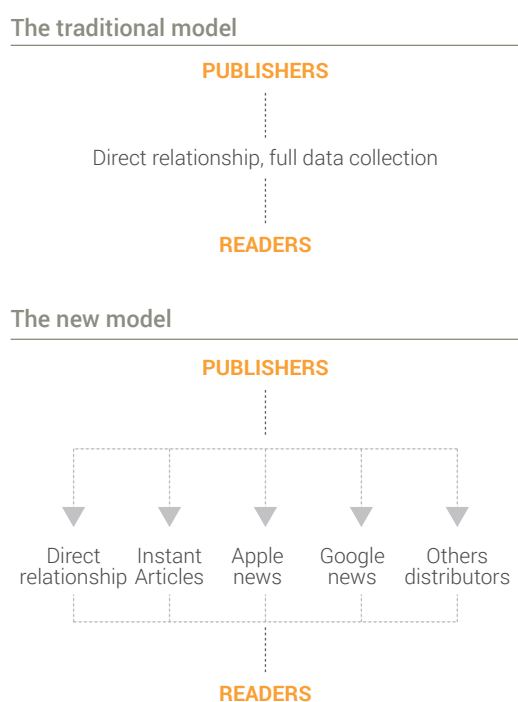 The traditional model
PUBLISHERS
Direct relationship, full data collection
READERS
The new model
PUBLISHERS
Direct relationship
Instant Articles
Apple news
Google news
Others distributors
READERS